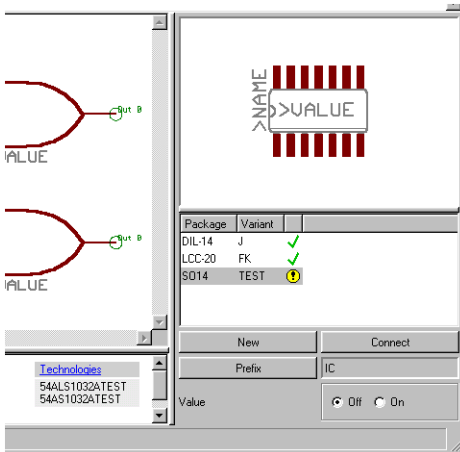 Out B
VALUE
Out B
VALUE
>NAME
>VALUE
Package Variant
DIL-14 J
LCC-20 FK
SO14 TEST
New Connect
Prefix IC
Value Off On
Technologies
54ALS1032ATEST
54AS1032ATEST